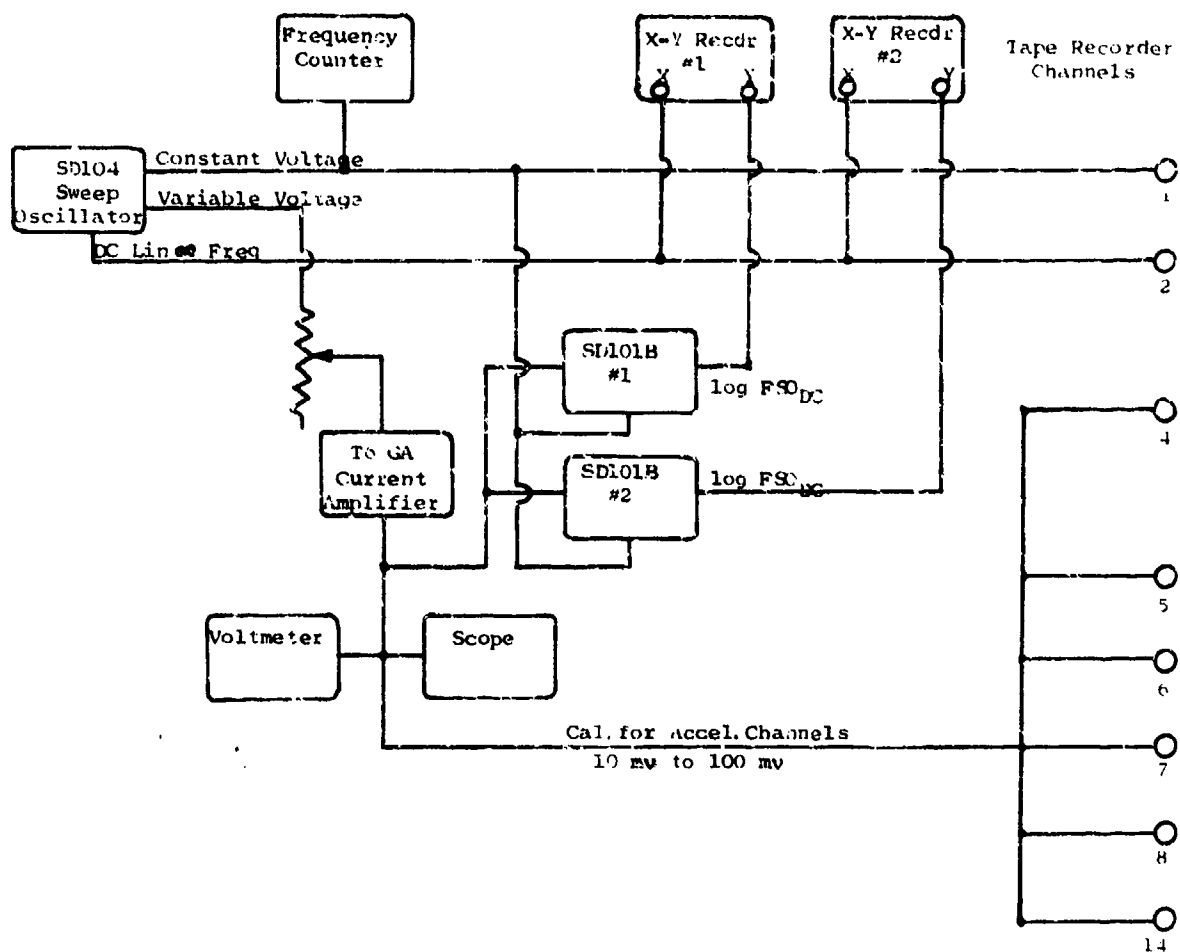 Frequency
Counter
X-Y Recdr
#1
X Y
X-Y Recdr
#2
X Y
Tape Recorder
Channels
SD104
Sweep
Oscillator
Constant Voltage
Variable Voltage
DC Lin Freq
1
2
SD101B
#1
log FSO DC
SD101B
#2
log FSO DC
To GA
Current
Amplifier
4
5
Voltmeter
Scope
6
Cal. for Accel. Channels
10 mv to 100 mv
7
8
14